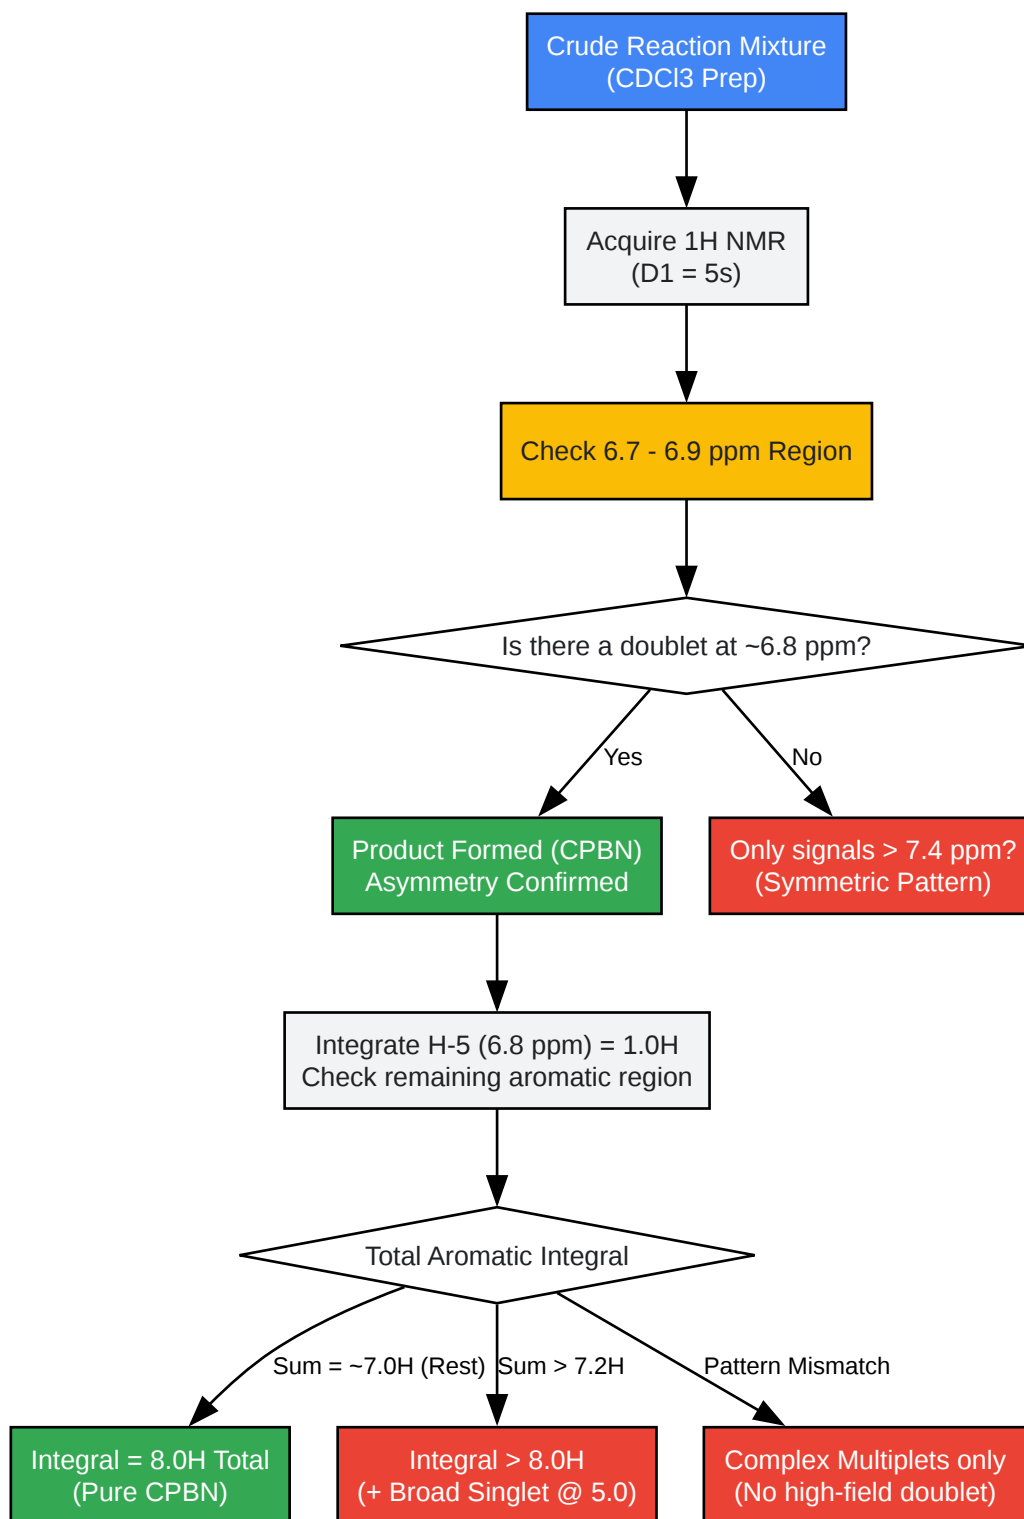 Crude Reaction Mixture
(CDCl3 Prep)
Acquire 1H NMR
(D1 = 5s)
Check 6.7 - 6.9 ppm Region
Is there a doublet at ~6.8 ppm?
Yes
No
Product Formed (CPBN)
Asymmetry Confirmed
Only signals > 7.4 ppm?
(Symmetric Pattern)
Integrate H-5 (6.8 ppm) = 1.0H
Check remaining aromatic region
Total Aromatic Integral
Sum = ~7.0H (Rest)
Sum > 7.2H
Pattern Mismatch
Integral = 8.0H Total
(Pure CPBN)
Integral > 8.0H
(+ Broad Singlet @ 5.0)
Complex Multiplets only
(No high-field doublet)